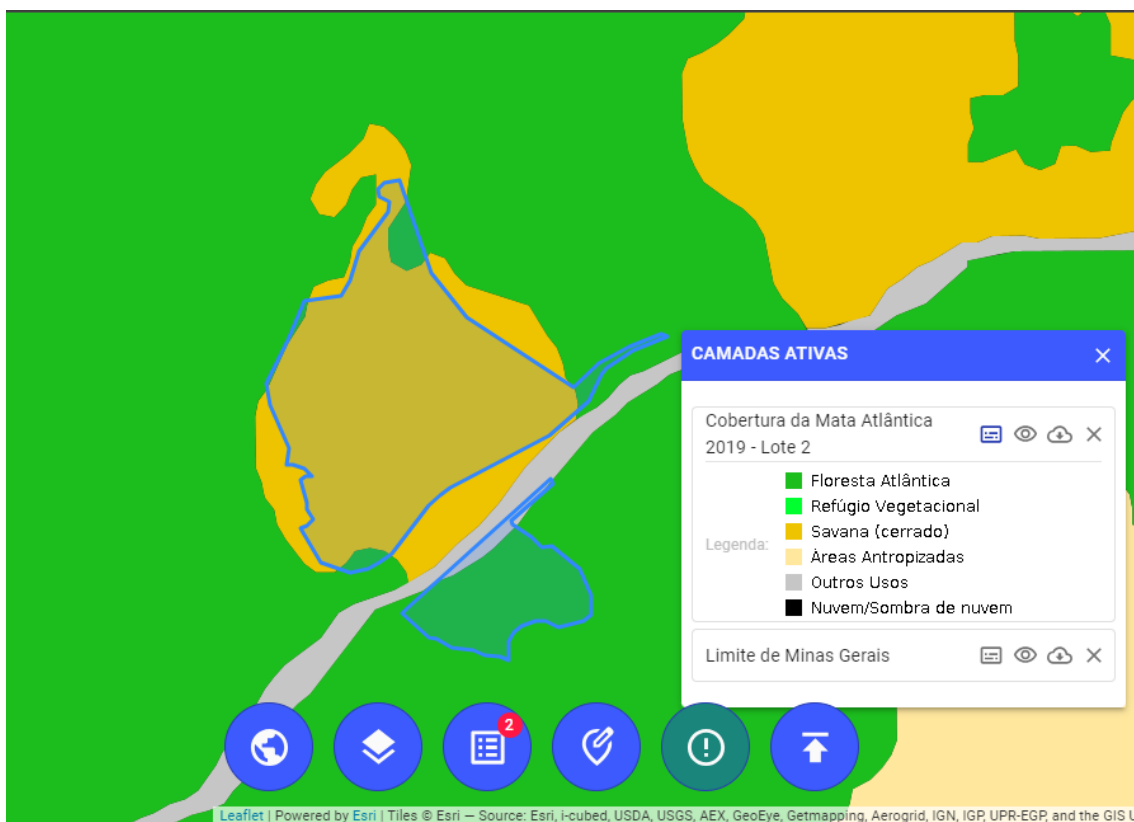 CAMADAS ATIVAS
Cobertura da Mata Atlântica
2019 - Lote 2
Legenda:
Floresta Atlântica
Refúgio Vegetacional
Savana (cerrado)
Áreas Antropizadas
Outros Usos
Nuvem/Sombra de nuvem
Limite de Minas Gerais
2
Leaflet | Powered by Esri | Tiles © Esri — Source: Esri, i-cubed, USDA, USGS, AEX, GeoEye, Getmapping, Aerogrid, IGN, IGP, UPR-EGP, and the GIS U